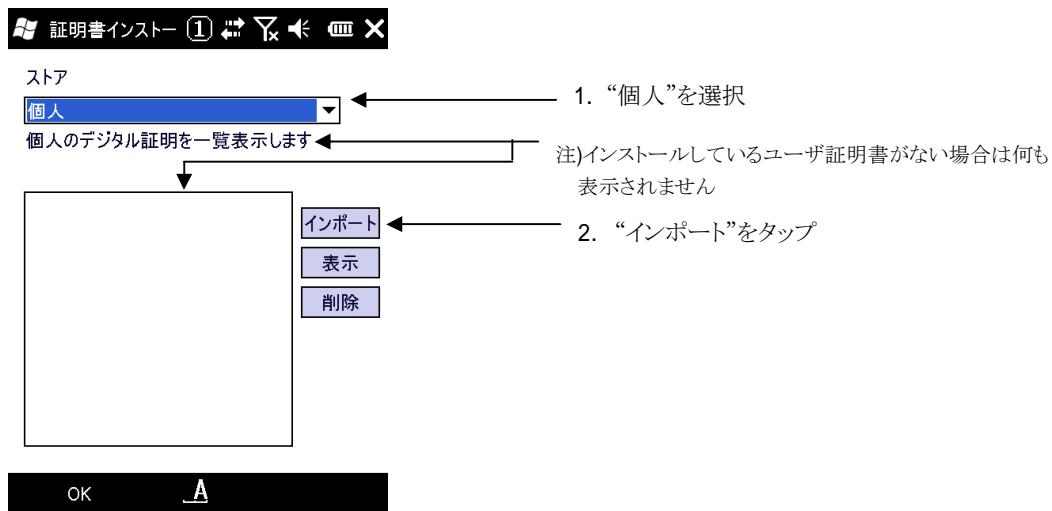 証明書インストー ①
ストア
個人
個人のデジタル証明を一覧表示します
インポート
表示
削除
OK
A
1. “個人”を選択
注)インストールしているユーザ証明書がない場合は何も
表示されません
2. “インポート”をタップ